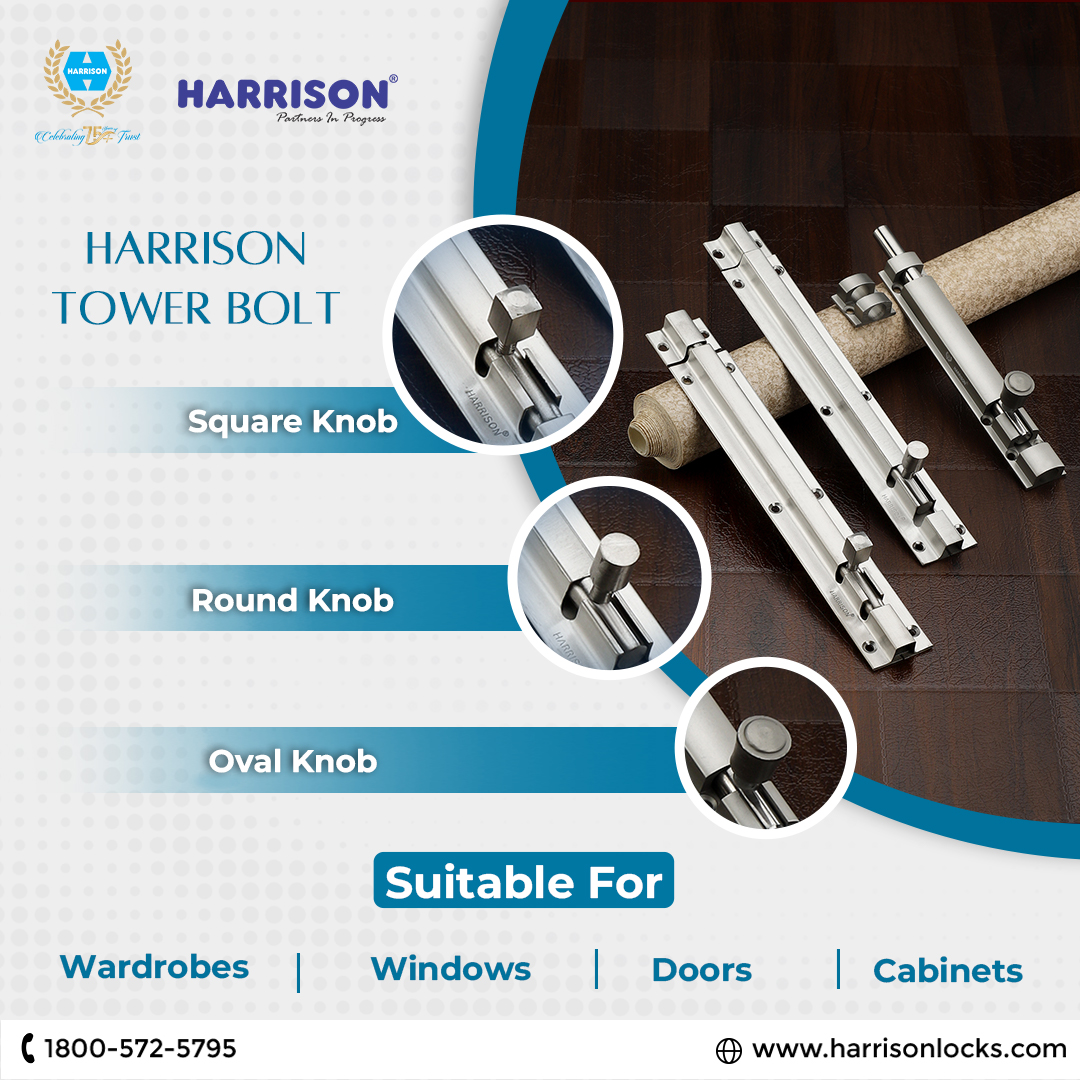 HARRISON
Celebrating 75 Years of Trust
HARRISON®
Partners In Progress
HARRISON
TOWER BOLT
HARRISON®
Square Knob
Round Knob
HARRIS
HARRISON®
Oval Knob
Suitable For
Wardrobes | Windows | Doors | Cabinets
1800-572-5795
www.harrisonlocks.com